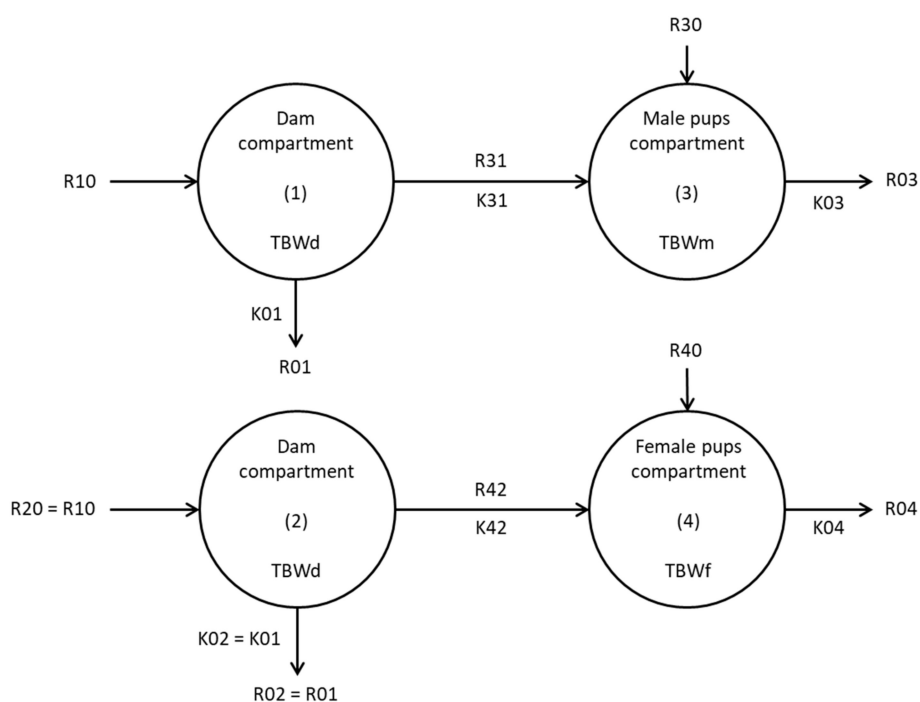 R30
Dam
compartment
(1)
TBWd
Male pups
compartment
(3)
TBWm
R10
R31
K31
R03
K03
K01
R01
R40
Dam
compartment
(2)
TBWd
Female pups
compartment
(4)
TBWf
R20 = R10
R42
K42
R04
K04
K02 = K01
R02 = R01